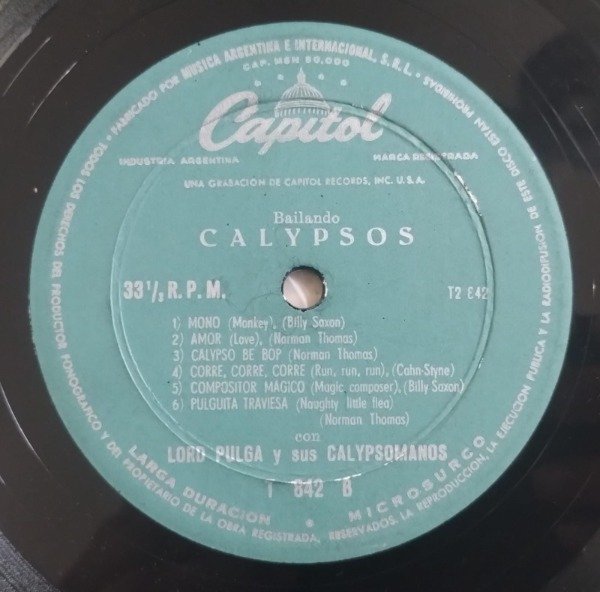 FABRICADO POR MUSICA ARGENTINA E INTERNACIONAL, S.R.L.
CAP. M$N 50.000
Capitol
INDUSTRIA ARGENTINA
MARCA REGISTRADA
UNA GRABACION DE CAPITOL RECORDS, INC. U.S.A.
Bailando
CALYPSOS
33 1/3 R. P. M.
T2 842
1) MONO (Monkey), (Billy Saxon)
2) AMOR (Love), (Norman Thomas)
3) CALYPSO BE BOP (Norman Thomas)
4) CORRE, CORRE, CORRE (Run, run, run), (Cahn-Styne)
5) COMPOSITOR MÁGICO (Magic composer), (Billy Saxon)
6) PULGUITA TRAVIESA (Naughty little flea)
(Norman Thomas)
con
LORD PULGA y sus CALYPSOMANOS
T 842 B
LARGA DURACION • MICROSURCO
TODOS LOS DERECHOS DEL PRODUCTOR FONOGRAFICO Y DEL PROPIETARIO DE LA OBRA REGISTRADA, RESERVADOS. LA REPRODUCCION, LA EJECUCION PUBLICA Y LA RADIODIFUSION DE ESTE DISCO ESTAN PROHIBIDAS